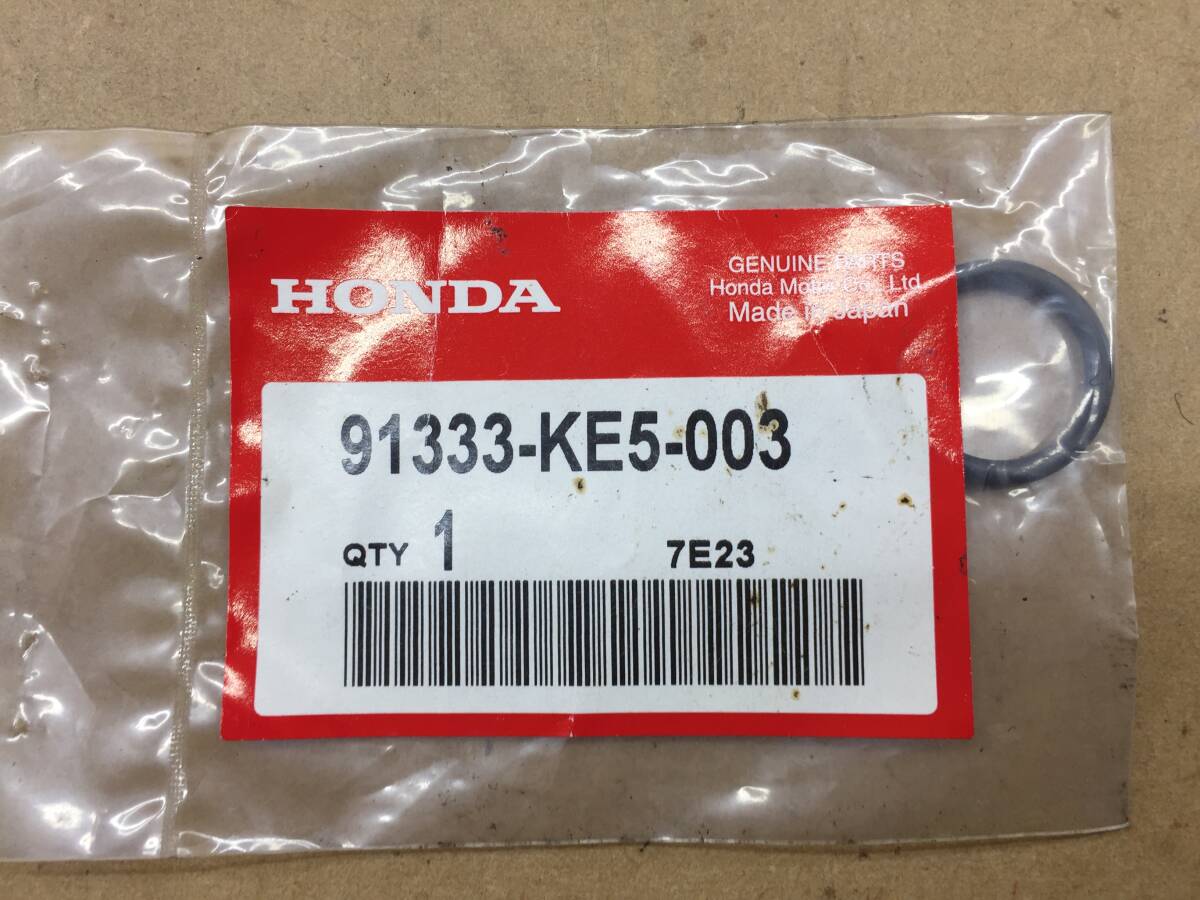 HONDA
GENUINE PARTS
Honda Motor Co., Ltd.
Made in Japan
91333-KE5-003
QTY 1 7E23